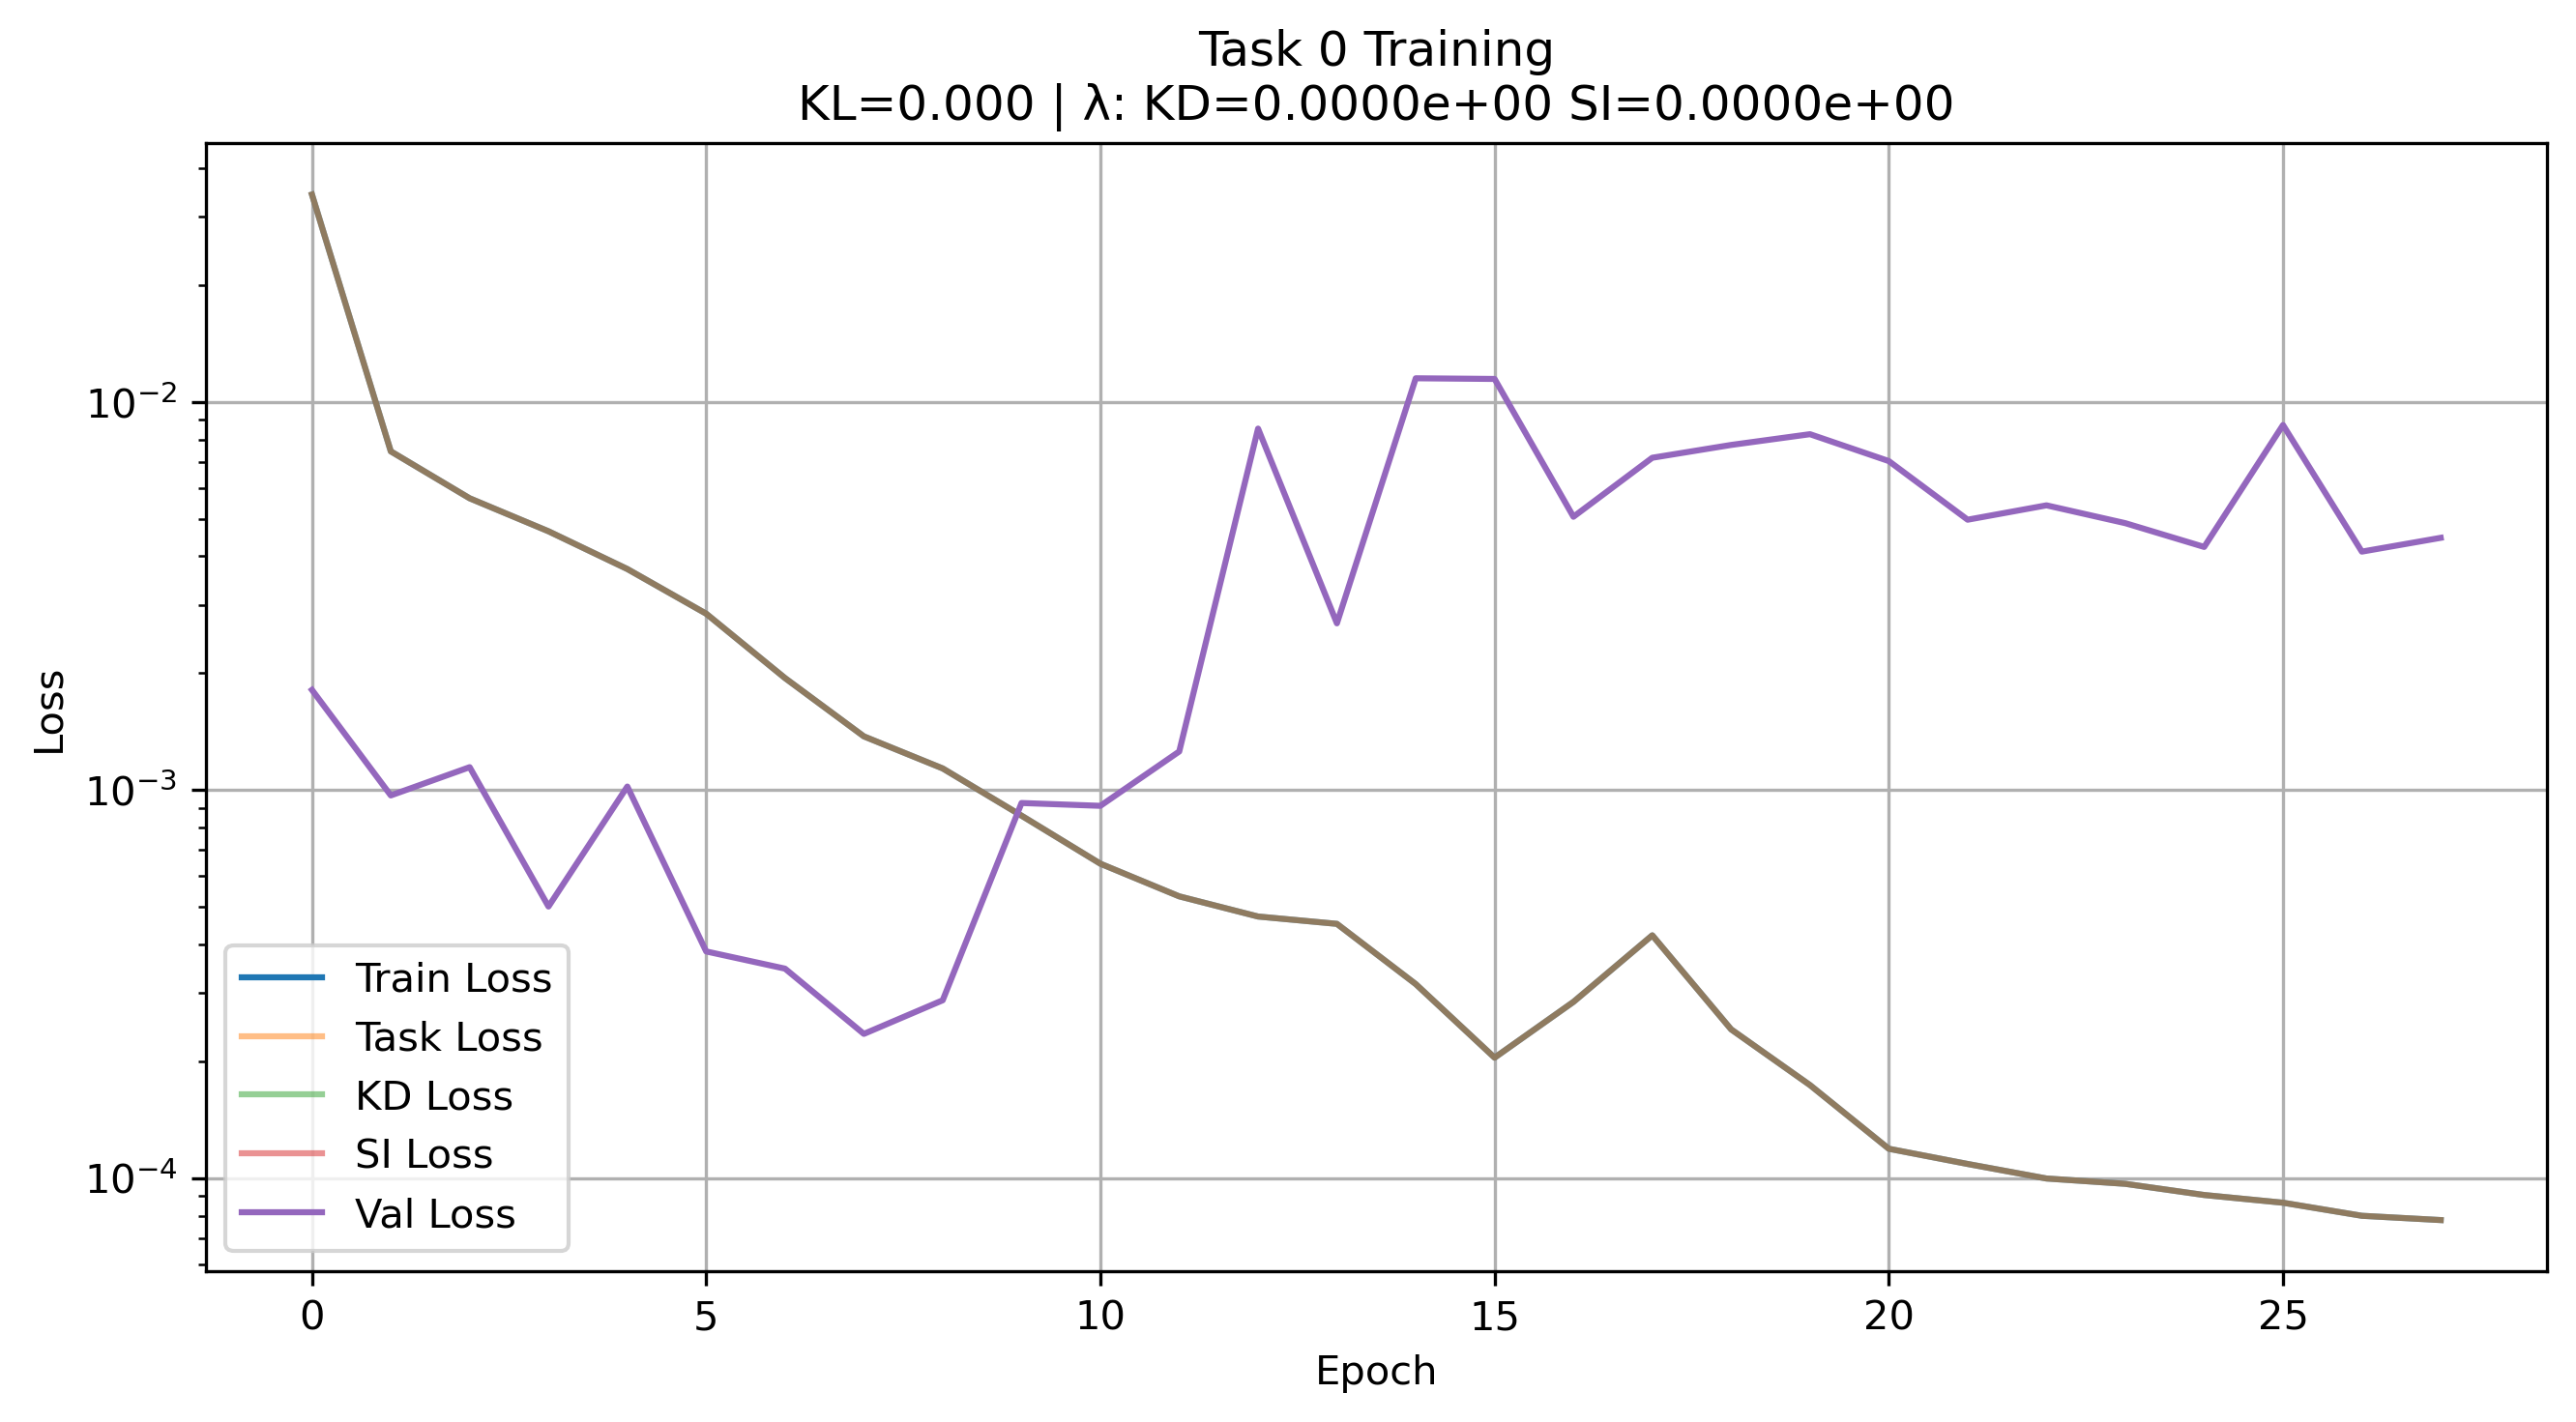 Task 0 Training
KL=0.000 | λ: KD=0.0000e+00 SI=0.0000e+00
Loss
10⁻²
10⁻³
10⁻⁴
Train Loss
Task Loss
KD Loss
SI Loss
Val Loss
0 5 10 15 20 25
Epoch